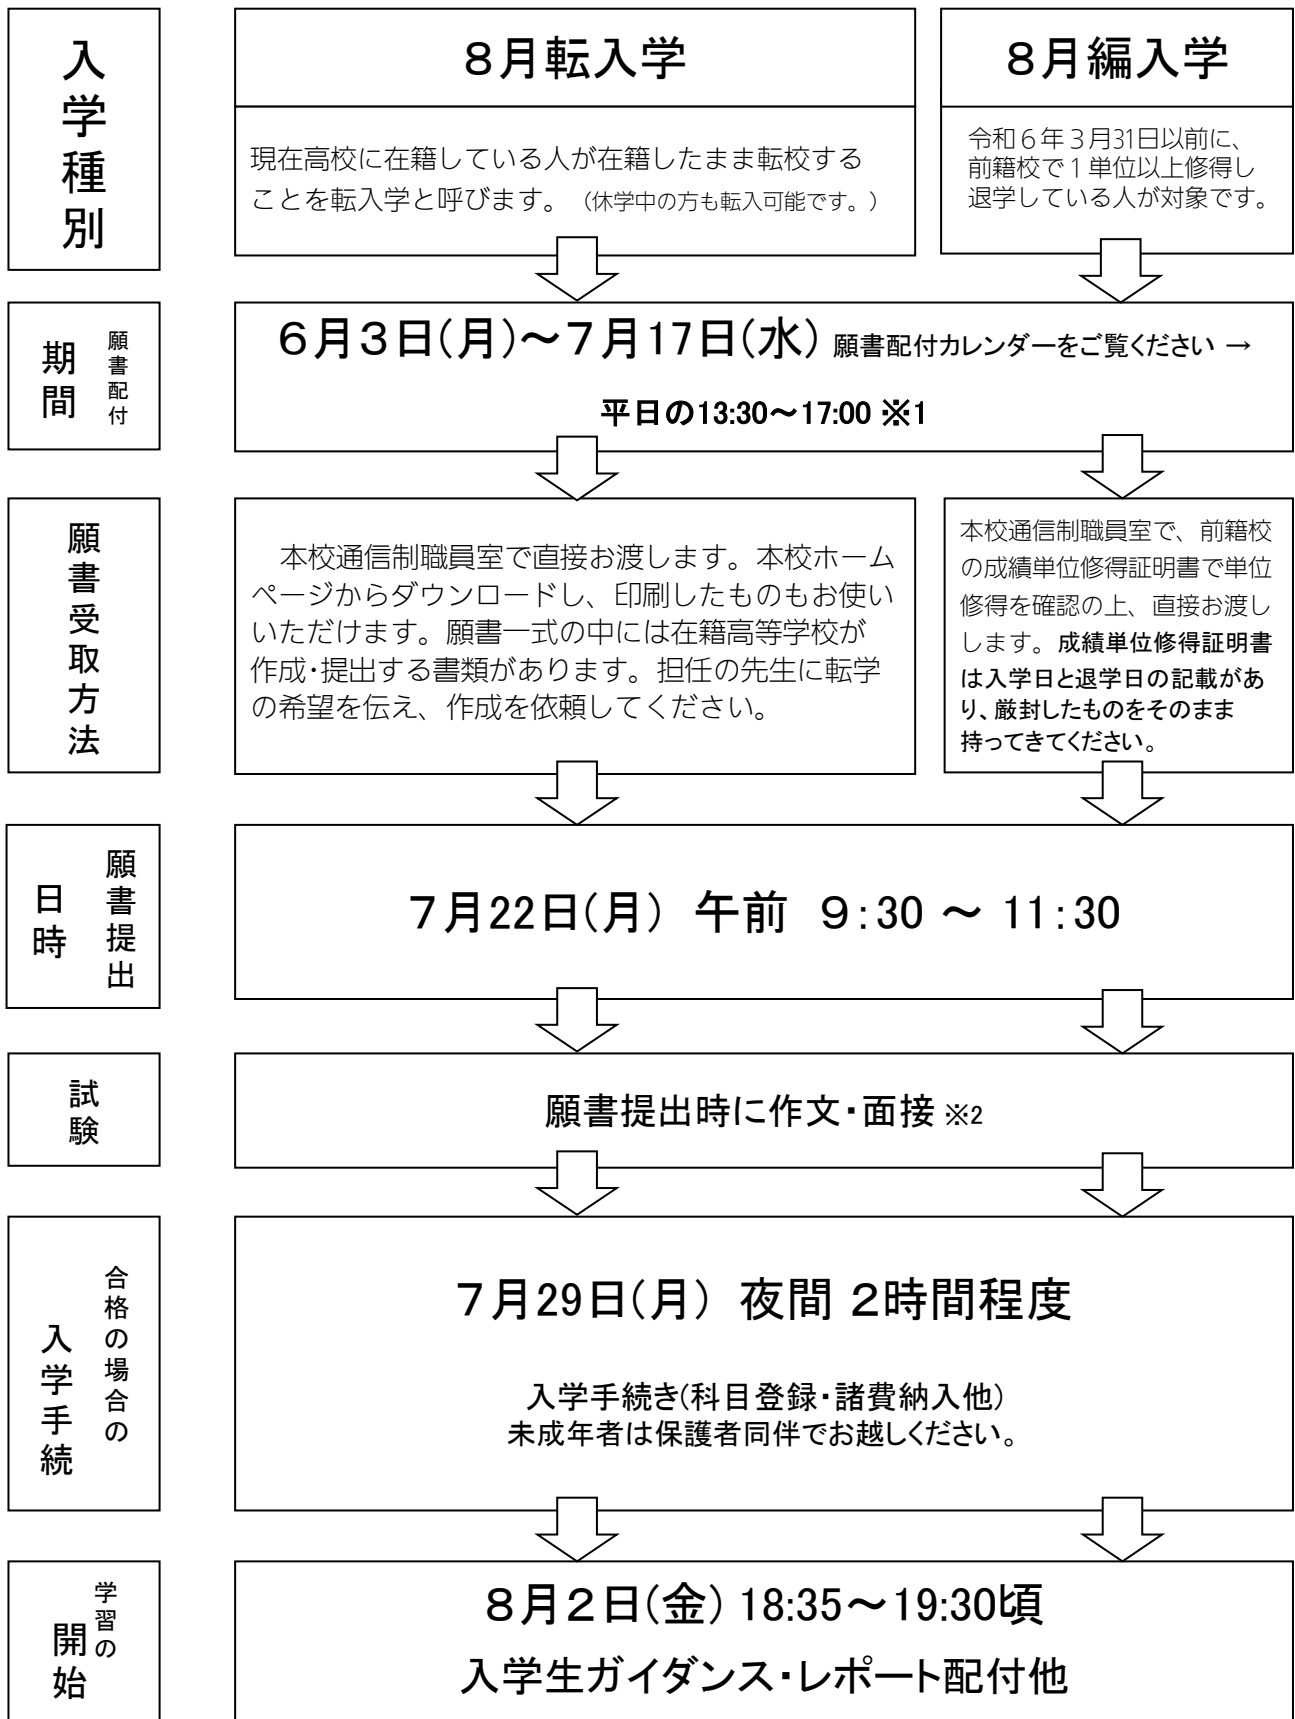 入学種別
8月転入学
現在高校に在籍している人が在籍したまま転校する
ことを転入学と呼びます。（休学中の方も転入可能です。）
8月編入学
令和６年３月31日以前に、
前籍校で１単位以上修得し
退学している人が対象です。
願書配付
期間
６月３日(月)～７月17日(水) 願書配付カレンダーをご覧ください →
平日の13:30～17:00 ※1
願書受取方法
本校通信制職員室で直接お渡します。本校ホーム
ページからダウンロードし、印刷したものもお使い
いただけます。願書一式の中には在籍高等学校が
作成・提出する書類があります。担任の先生に転学
の希望を伝え、作成を依頼してください。
本校通信制職員室で、前籍校
の成績単位修得証明書で単位
修得を確認の上、直接お渡し
します。成績単位修得証明書
は入学日と退学日の記載があ
り、厳封したものをそのまま
持ってきてください。
願書提出
日時
７月22日(月) 午前 ９:30 ～ 11:30
試験
願書提出時に作文・面接 ※2
合格の場合の
入学手続
７月29日(月) 夜間 ２時間程度
入学手続き(科目登録・諸費納入他)
未成年者は保護者同伴でお越しください。
学習の
開始
８月２日(金) 18:35～19:30頃
入学生ガイダンス・レポート配付他